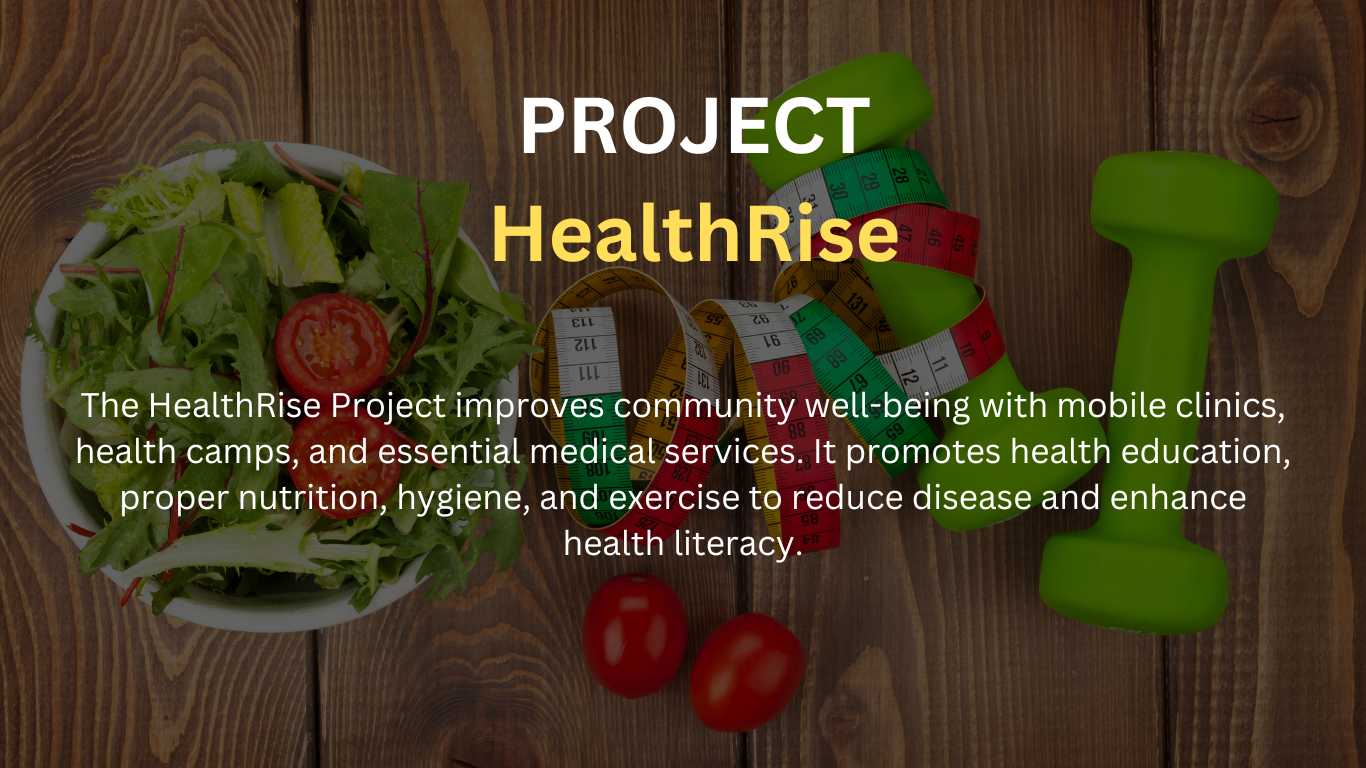 PROJECT
HealthRise
The HealthRise Project improves community well-being with mobile clinics,
health camps, and essential medical services. It promotes health education,
proper nutrition, hygiene, and exercise to reduce disease and enhance
health literacy.